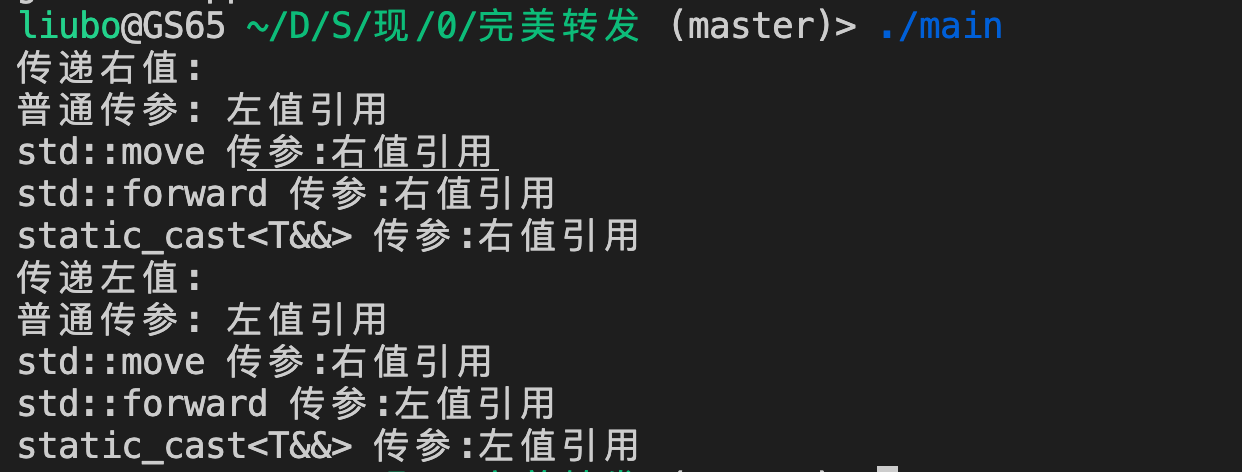 liubo@GS65 ~/D/S/现/0/完美转发 (master)> ./main
传递右值:
普通传参: 左值引用
std::move 传参:右值引用
std::forward 传参:右值引用
static_cast<T&&> 传参:右值引用
传递左值:
普通传参: 左值引用
std::move 传参:右值引用
std::forward 传参:左值引用
static_cast<T&&> 传参:左值引用